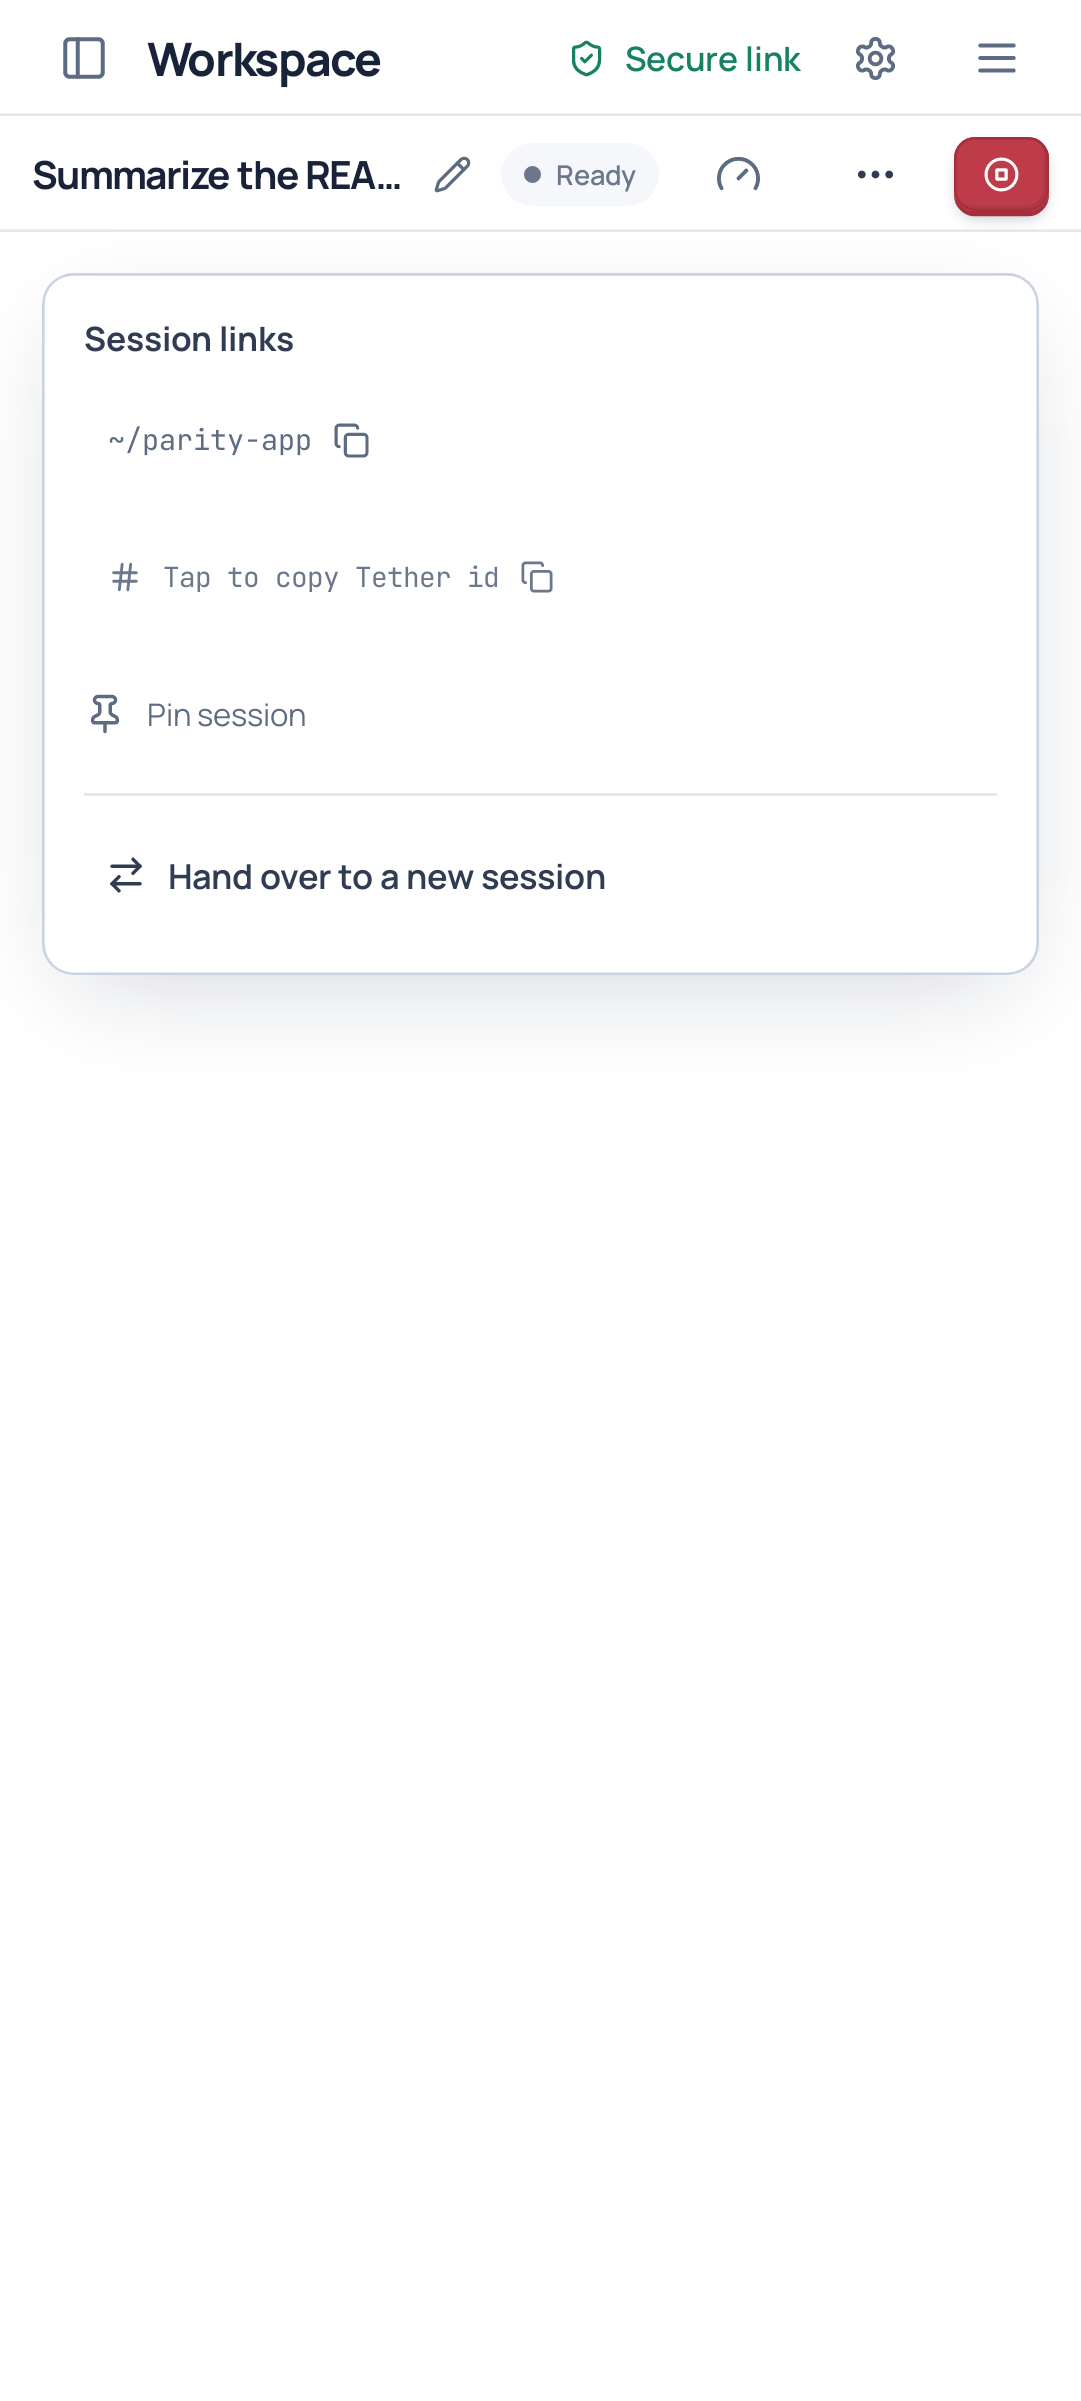 Workspace
Secure link
Summarize the REA...
Ready
Session links
~/parity-app
# Tap to copy Tether id
Pin session
Hand over to a new session